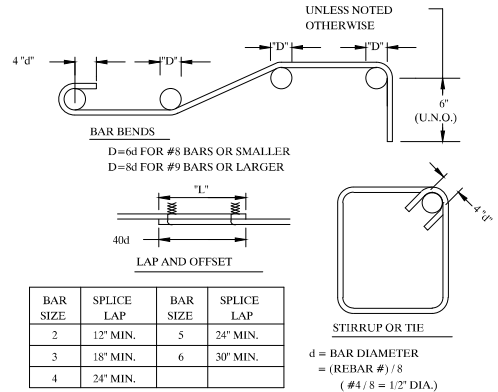 UNLESS NOTED
OTHERWISE
4 "d"
"D"
"D"
"D"
6"
(U.N.O.)
BAR BENDS
D=6d FOR #8 BARS OR SMALLER
D=8d FOR #9 BARS OR LARGER
"L"
40d
4 "d"
LAP AND OFFSET
BAR SIZE SPLICE LAP BAR SIZE SPLICE LAP
2 12" MIN. 5 24" MIN.
3 18" MIN. 6 30" MIN.
4 24" MIN.
STIRRUP OR TIE
d = BAR DIAMETER
= (REBAR #) / 8
( #4 / 8 = 1/2" DIA.)